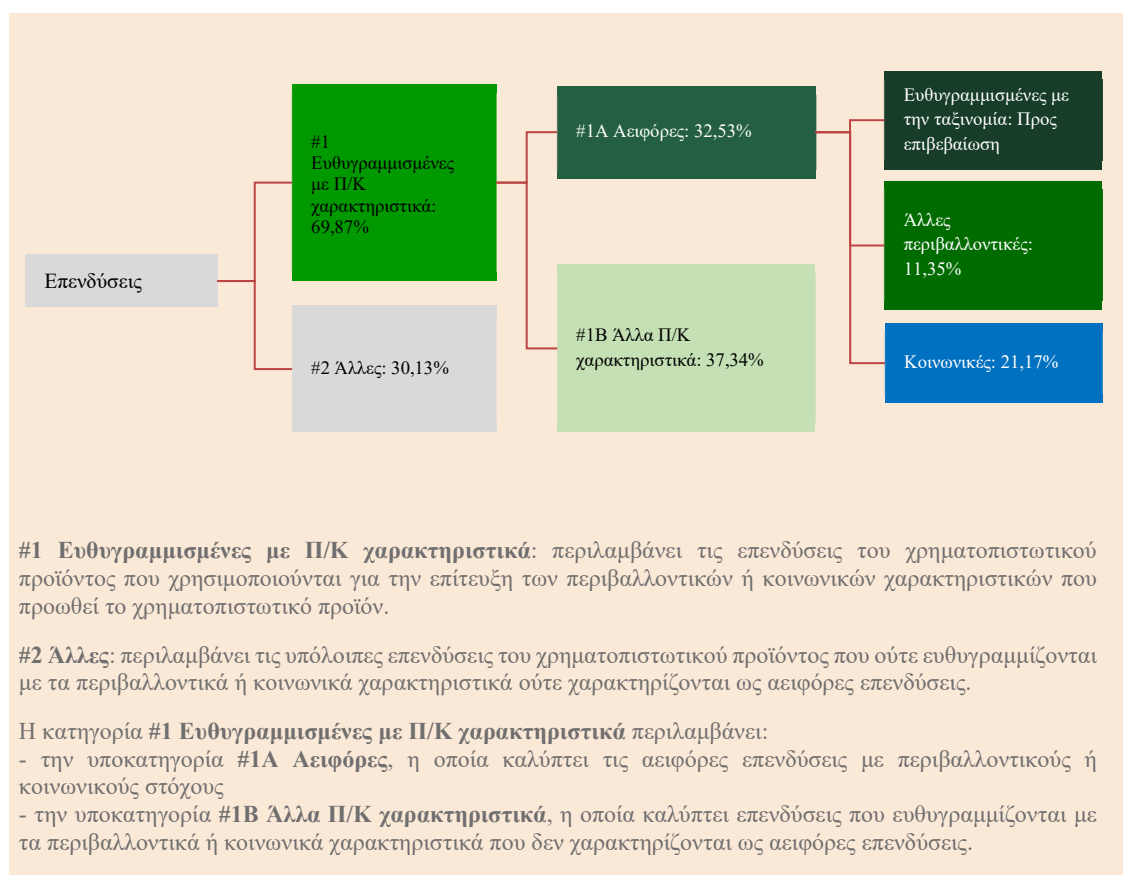 Επενδύσεις
#1
Ευθυγραμμισμένες
με Π/Κ
χαρακτηριστικά:
69,87%
#2 Άλλες: 30,13%
#1Α Αειφόρες: 32,53%
#1Β Άλλα Π/Κ
χαρακτηριστικά: 37,34%
Ευθυγραμμισμένες με
την ταξινομία: Προς
επιβεβαίωση
Άλλες
περιβαλλοντικές:
11,35%
Κοινωνικές: 21,17%
#1 Ευθυγραμμισμένες με Π/Κ χαρακτηριστικά: περιλαμβάνει τις επενδύσεις του χρηματοπιστωτικού
προϊόντος που χρησιμοποιούνται για την επίτευξη των περιβαλλοντικών ή κοινωνικών χαρακτηριστικών που
προωθεί το χρηματοπιστωτικό προϊόν.
#2 Άλλες: περιλαμβάνει τις υπόλοιπες επενδύσεις του χρηματοπιστωτικού προϊόντος που ούτε ευθυγραμμίζονται
με τα περιβαλλοντικά ή κοινωνικά χαρακτηριστικά ούτε χαρακτηρίζονται ως αειφόρες επενδύσεις.
Η κατηγορία #1 Ευθυγραμμισμένες με Π/Κ χαρακτηριστικά περιλαμβάνει:
- την υποκατηγορία #1Α Αειφόρες, η οποία καλύπτει τις αειφόρες επενδύσεις με περιβαλλοντικούς ή
κοινωνικούς στόχους
- την υποκατηγορία #1Β Άλλα Π/Κ χαρακτηριστικά, η οποία καλύπτει επενδύσεις που ευθυγραμμίζονται με
τα περιβαλλοντικά ή κοινωνικά χαρακτηριστικά που δεν χαρακτηρίζονται ως αειφόρες επενδύσεις.